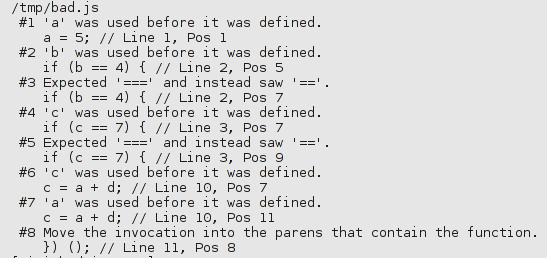 /tmp/bad.js
#1 'a' was used before it was defined.
a = 5; // Line 1, Pos 1
#2 'b' was used before it was defined.
if (b == 4) { // Line 2, Pos 5
#3 Expected '===' and instead saw '=='.
if (b == 4) { // Line 2, Pos 7
#4 'c' was used before it was defined.
if (c == 7) { // Line 3, Pos 7
#5 Expected '===' and instead saw '=='.
if (c == 7) { // Line 3, Pos 9
#6 'c' was used before it was defined.
c = a + d; // Line 10, Pos 7
#7 'a' was used before it was defined.
c = a + d; // Line 10, Pos 11
#8 Move the invocation into the parens that contain the function.
}) (); // Line 11, Pos 8